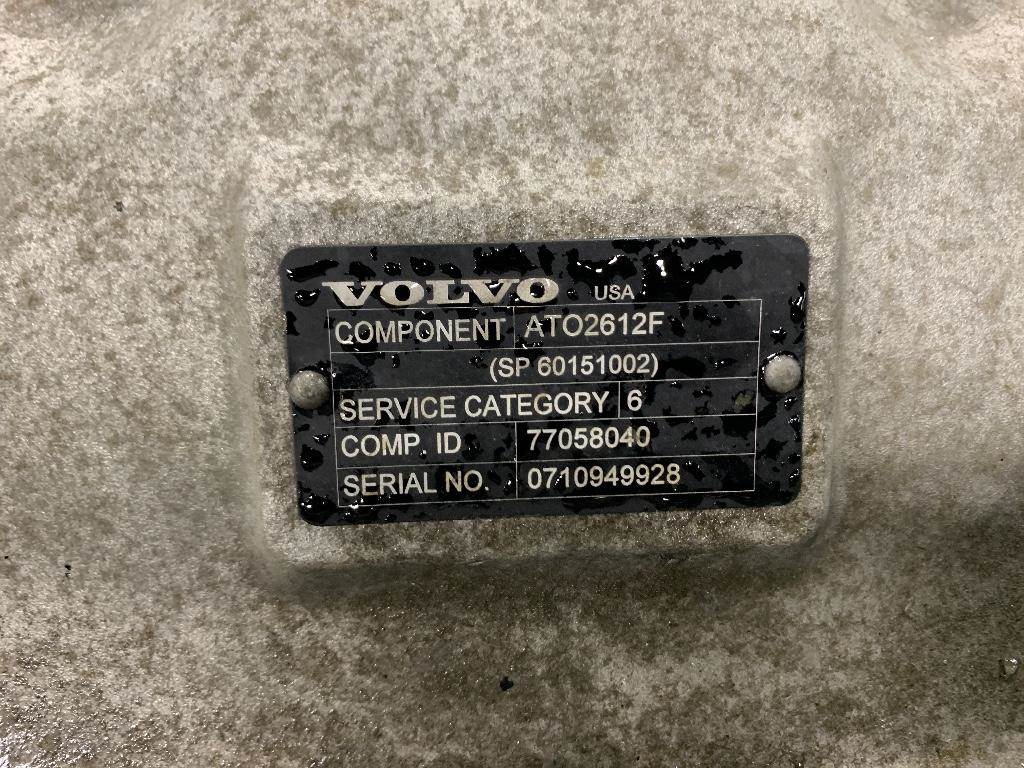 VOLVO USA
COMPONENT ATO2612F
(SP 60151002)
SERVICE CATEGORY 6
COMP. ID 77058040
SERIAL NO. 0710949928